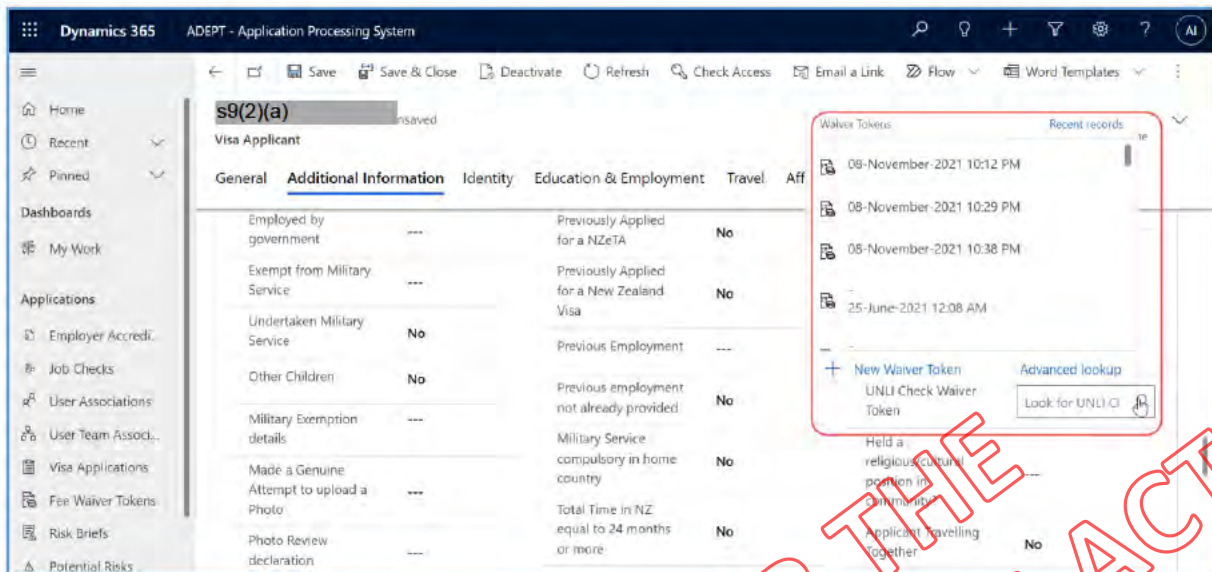 Dynamics 365 ADEPT - Application Processing System ? AI
Save Save & Close Deactivate Refresh Check Access Email a Link Flow Word Templates
Home
Recent
Pinned
Dashboards
My Work
Applications
Employer Accredi...
Job Checks
User Associations
User Team Associ...
Visa Applications
Fee Waiver Tokens
Risk Briefs
Potential Risks
s9(2)(a) nsaved
Visa Applicant
General Additional Information Identity Education & Employment Travel Aff
Employed by
government ---
Exempt from Military
Service ---
Undertaken Military
Service No
Other Children No
Military Exemption
details ---
Made a Genuine
Attempt to upload a
Photo ---
Photo Review
declaration ---
Previously Applied
for a NZeTA No
Previously Applied
for a New Zealand
Visa No
Previous Employment ---
Previous employment
not already provided No
Military Service
compulsory in home
country No
Total Time in NZ
equal to 24 months
or more No
Waiver Tokens Recent records
08-November-2021 10:12 PM
08-November-2021 10:29 PM
08-November-2021 10:38 PM
25-June-2021 12:08 AM
+ New Waiver Token Advanced lookup
UNLI Check Waiver
Token
Look for UNLI Cl
Held a
religious/cultural
position in
community? ---
Applicant Travelling
Together No
THE
ACT